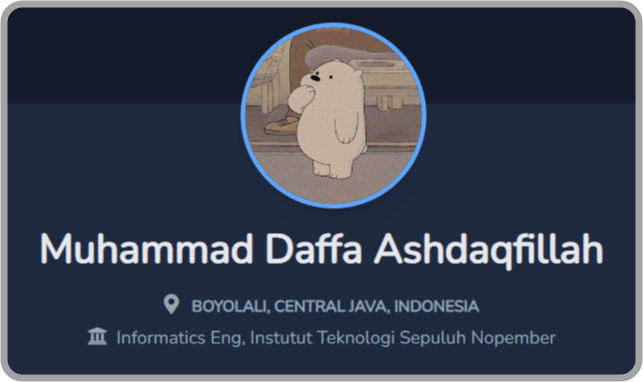 Muhammad Daffa Ashdaqfillah
BOYOLALI, CENTRAL JAVA, INDONESIA
Informatics Eng, Instutut Teknologi Sepuluh Nopember